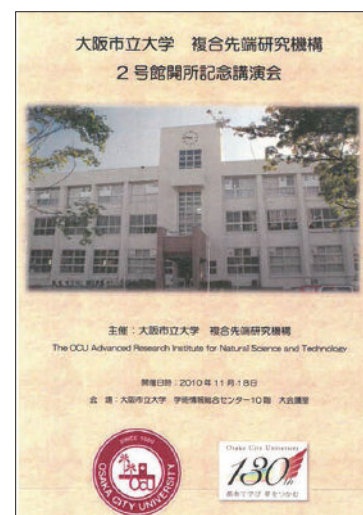 大阪市立大学 複合先端研究機構
2号館開所記念講演会
主催：大阪市立大学 複合先端研究機構
The OCU Advanced Research Institute for Natural Science and Technology
開催日時：2010年11月18日
会 場：大阪市立大学 学術情報総合センター10階 大会議室
SINCE 1880
OCU
OSAKA CITY UNIVERSITY
Osaka City University
130th